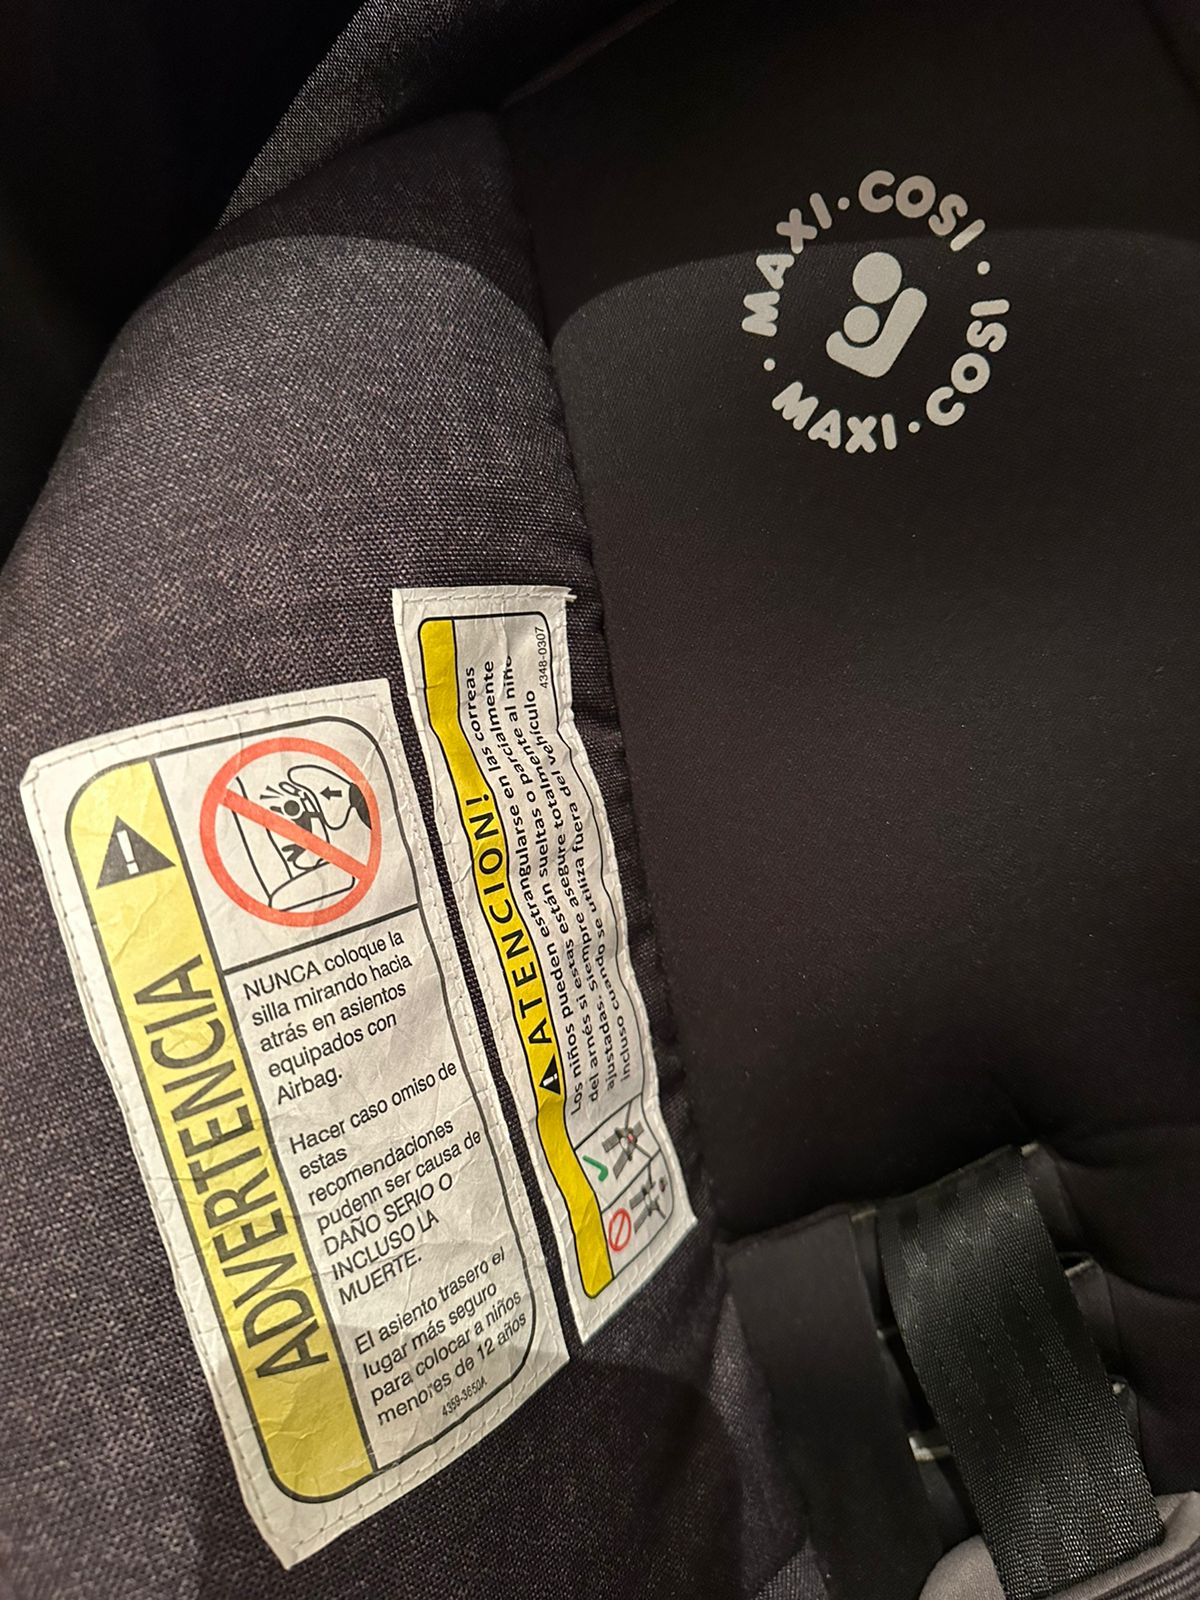 MAXI·COSI·
MAXI·COSI·
ADVERTENCIA
NUNCA coloque la
silla mirando hacia
atrás en asientos
equipados con
Airbag.
Hacer caso omiso de
estas
recomendaciones
pudenn ser causa de
DAÑO SERIO O
INCLUSO LA
MUERTE.
El asiento trasero el
lugar más seguro
para colocar a niños
menores de 12 años
4359-3650A
ATENCION!
Los niños pueden estrangularse en las correas
del arnés si estas están sueltas o parcialmente
ajustadas. Siempre asegure totalmente al niño
incluso cuando se utiliza fuera del vehículo
4348-0307